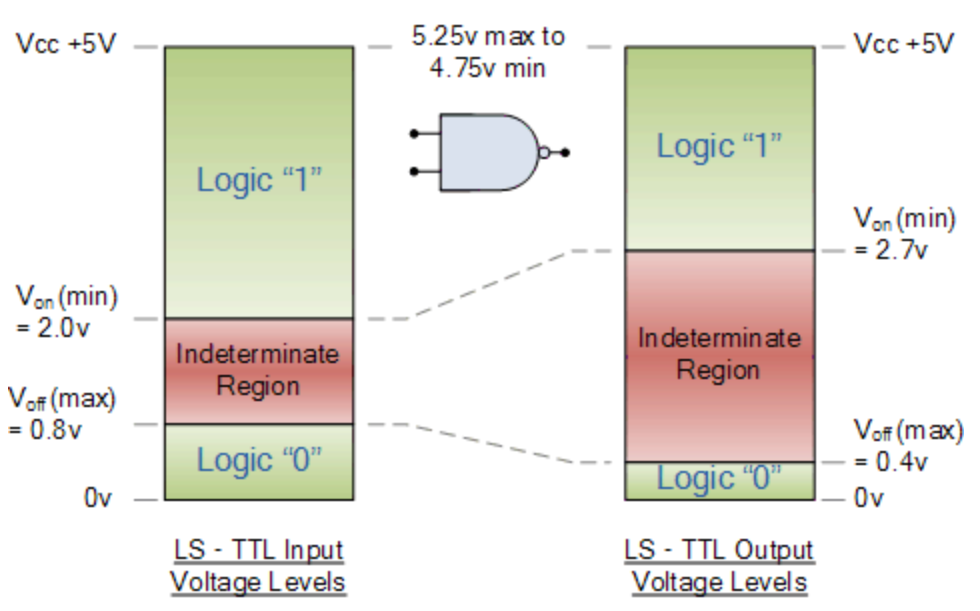 Vcc +5V
5.25v max to
4.75v min
Vcc +5V
Logic “1”
Logic “1”
Von (min)
= 2.7v
Von (min)
= 2.0v
Indeterminate
Region
Indeterminate
Region
Voff (max)
= 0.8v
Voff (max)
= 0.4v
Logic “0”
Logic “0”
0v
0v
LS - TTL Input
Voltage Levels
LS - TTL Output
Voltage Levels